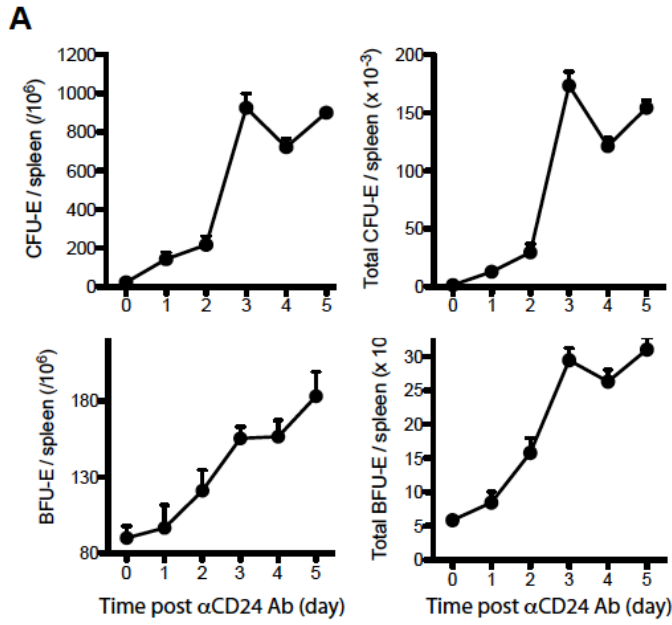 A
CFU-E / spleen (/10⁶)
1200
1000
800
600
400
200
0
0 1 2 3 4 5
Total CFU-E / spleen (x 10⁻³)
200
150
100
50
0
0 1 2 3 4 5
BFU-E / spleen (/10⁶)
180
130
80
0 1 2 3 4 5
Time post αCD24 Ab (day)
Total BFU-E / spleen (x 10
30
25
20
15
10
5
0
0 1 2 3 4 5
Time post αCD24 Ab (day)